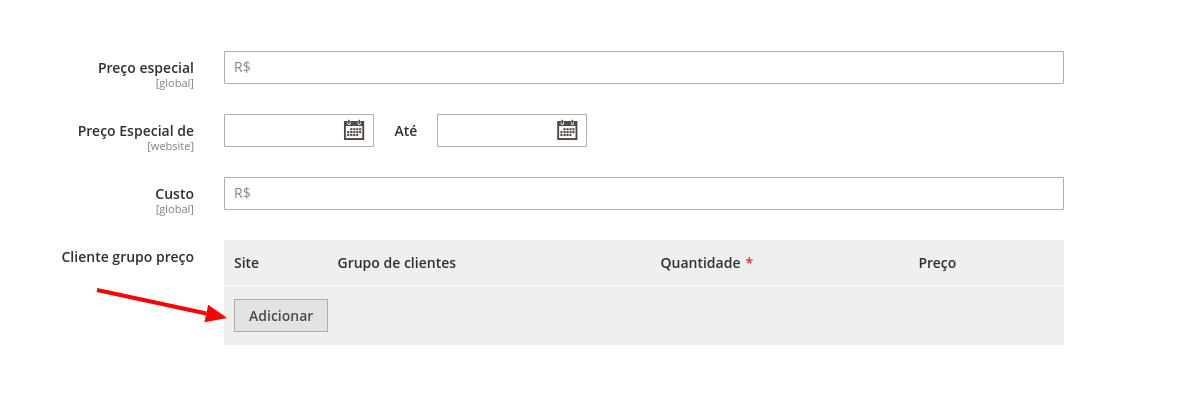 Preço especial
R$
[global]
Preço Especial de
Até
[website]
Custo
R$
[global]
Cliente grupo preço
Site Grupo de clientes Quantidade * Preço
Adicionar